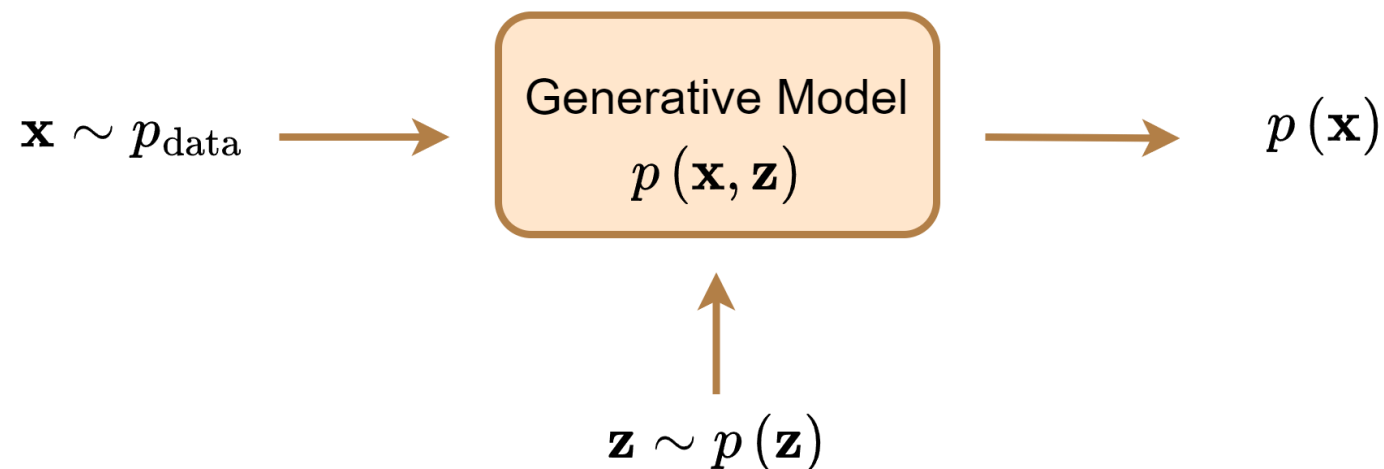 Generative Model
x ∼ p_data
p (x, z)
p (x)
z ∼ p (z)